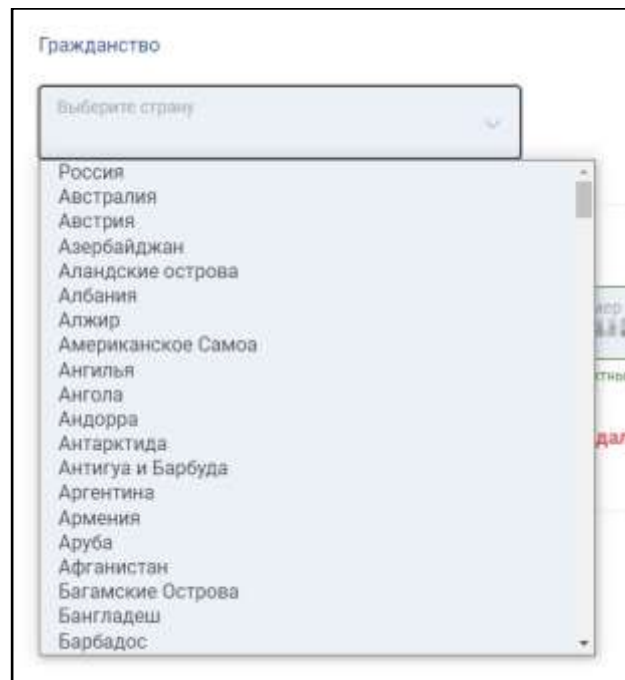 Гражданство
Выберите страну
Россия
Австралия
Австрия
Азербайджан
Аландские острова
Албания
Алжир
Американское Самоа
Ангилья
Ангола
Андорра
Антарктида
Антигуа и Барбуда
Аргентина
Армения
Аруба
Афганистан
Багамские Острова
Бангладеш
Барбадос